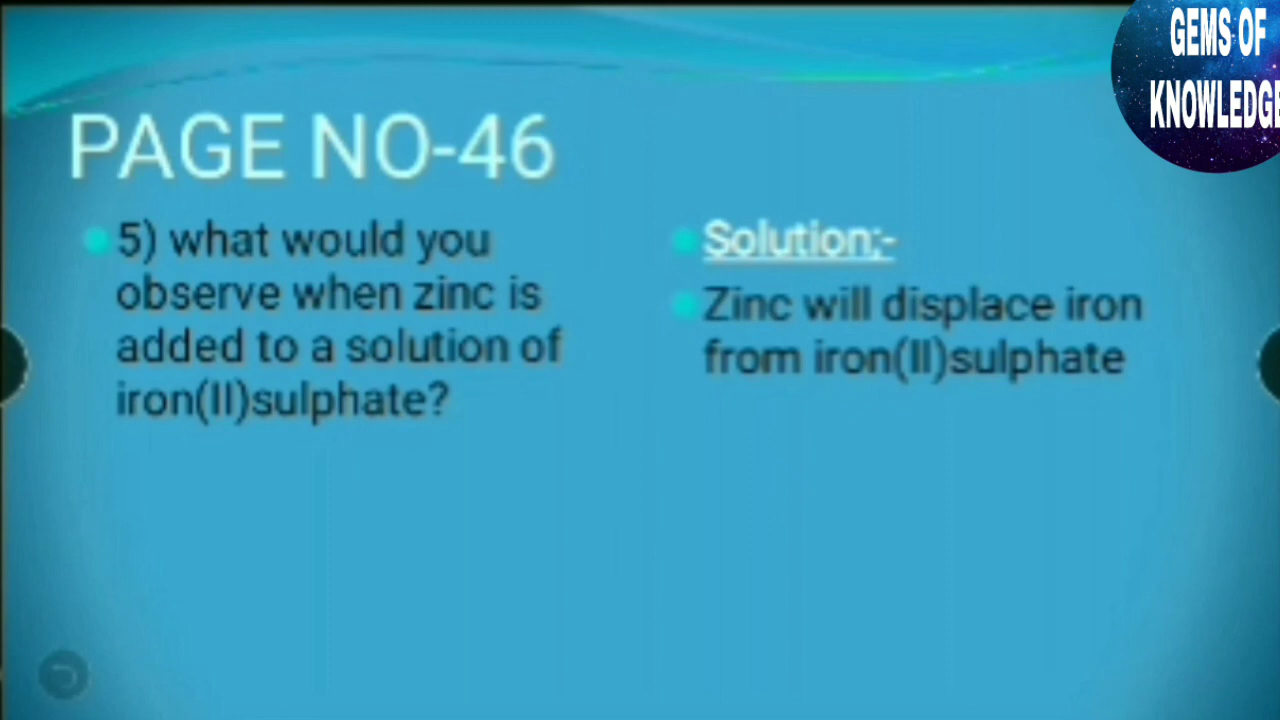 GEMS OF
KNOWLEDGE
PAGE NO-46
5) what would you
observe when zinc is
added to a solution of
iron(II)sulphate?
Solution;-
Zinc will displace iron
from iron(II)sulphate